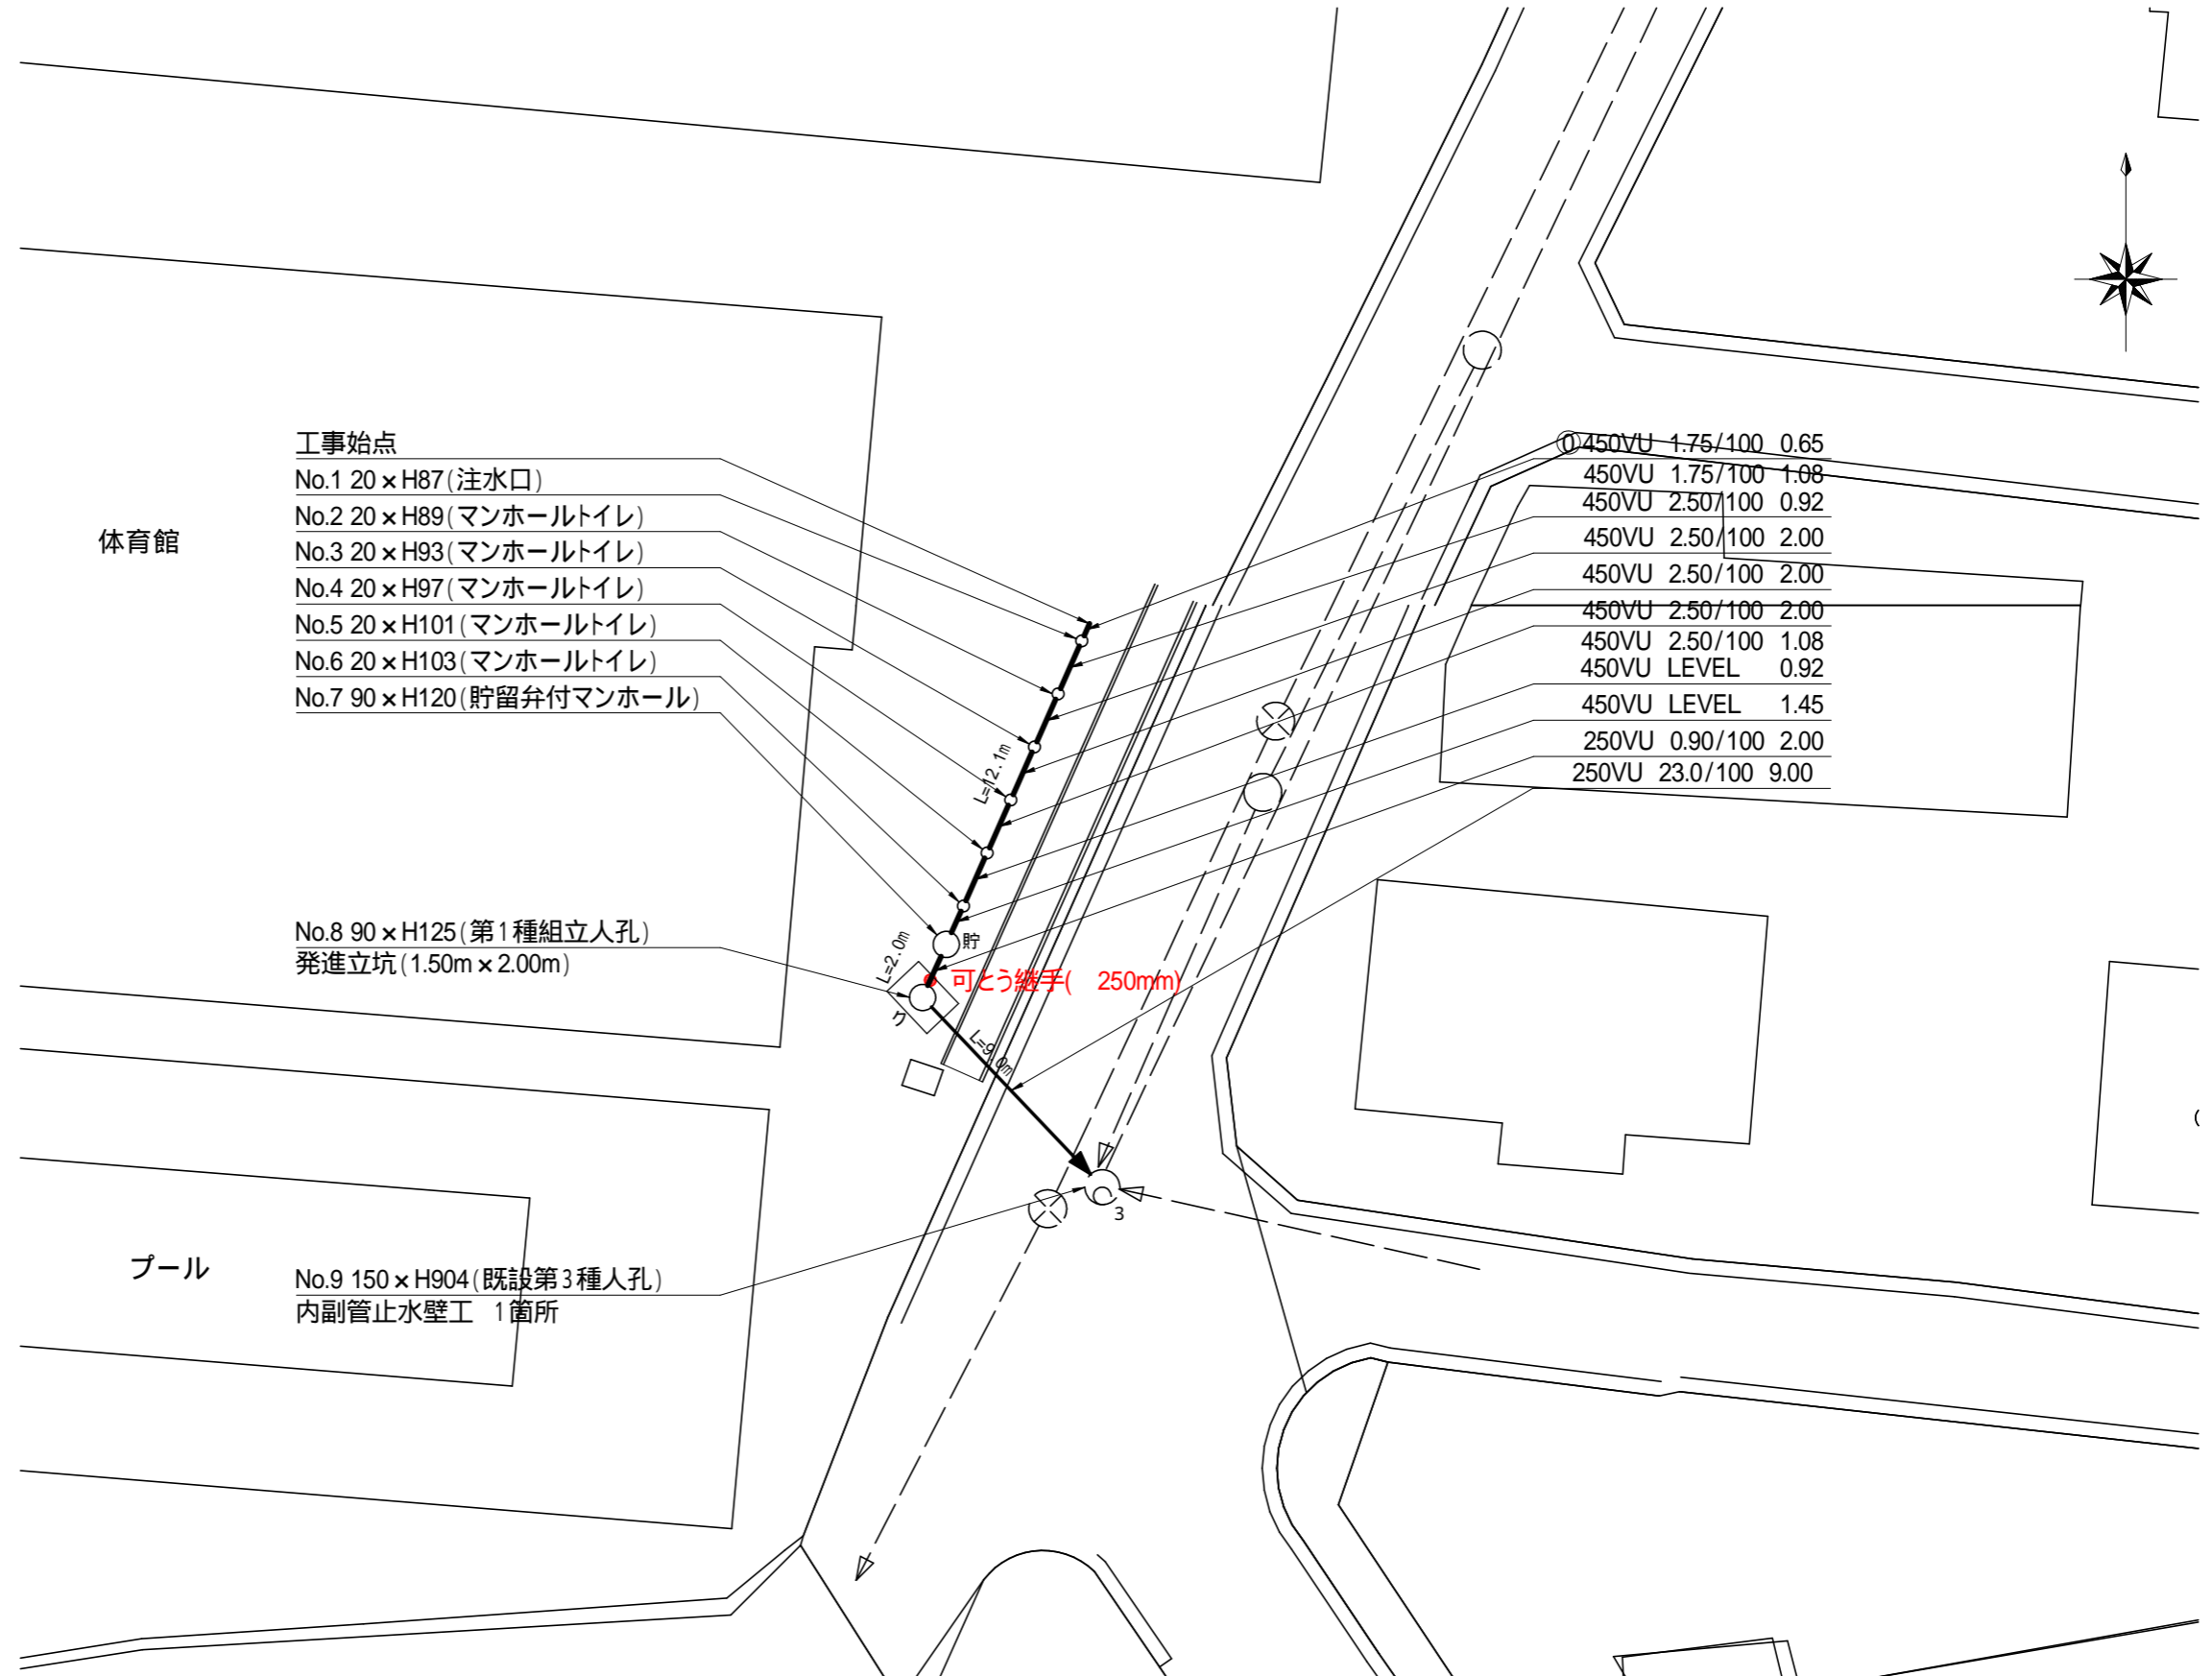 工事始点
No.1 20×H87(注水口)
No.2 20×H89(マンホールトイレ)
No.3 20×H93(マンホールトイレ)
No.4 20×H97(マンホールトイレ)
No.5 20×H101(マンホールトイレ)
No.6 20×H103(マンホールトイレ)
No.7 90×H120(貯留弁付マンホール)
体育館
0 450VU 1.75/100 0.65
450VU 1.75/100 1.08
450VU 2.50/100 0.92
450VU 2.50/100 2.00
450VU 2.50/100 2.00
450VU 2.50/100 2.00
450VU 2.50/100 1.08
450VU LEVEL 0.92
450VU LEVEL 1.45
250VU 0.90/100 2.00
250VU 23.0/100 9.00
L=12.1m
貯
L=2.0m
可とう継手( 250mm)
No.8 90×H125(第1種組立人孔)
発進立坑(1.50m×2.00m)
L=9.0m
3
プール
No.9 150×H904(既設第3種人孔)
内副管止水壁工 1箇所